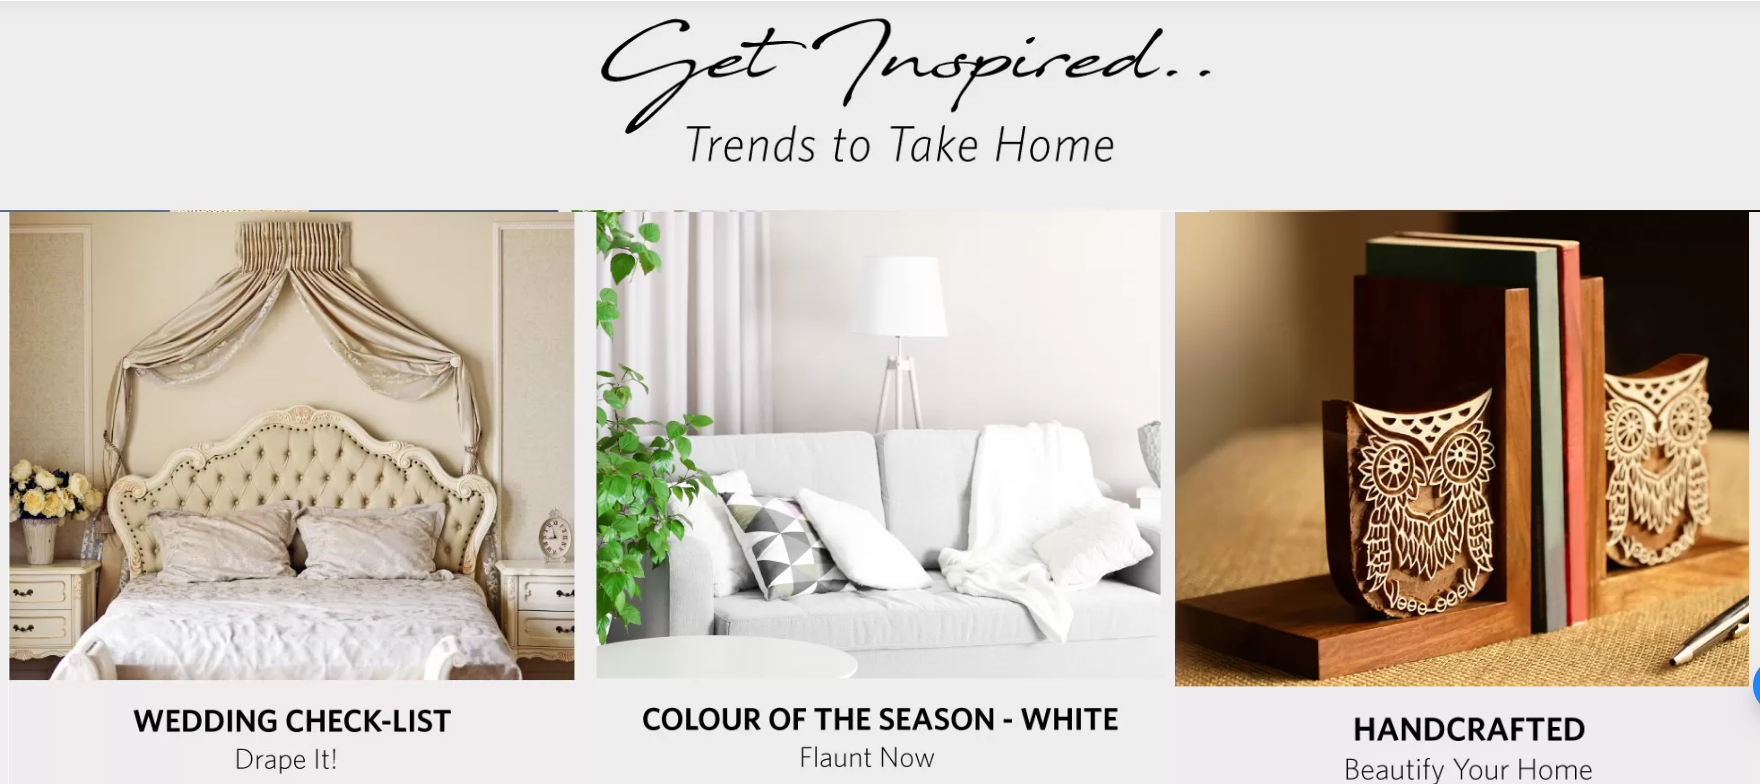 Get Inspired..
Trends to Take Home
WEDDING CHECK-LIST
Drape It!
COLOUR OF THE SEASON - WHITE
Flaunt Now
HANDCRAFTED
Beautify Your Home